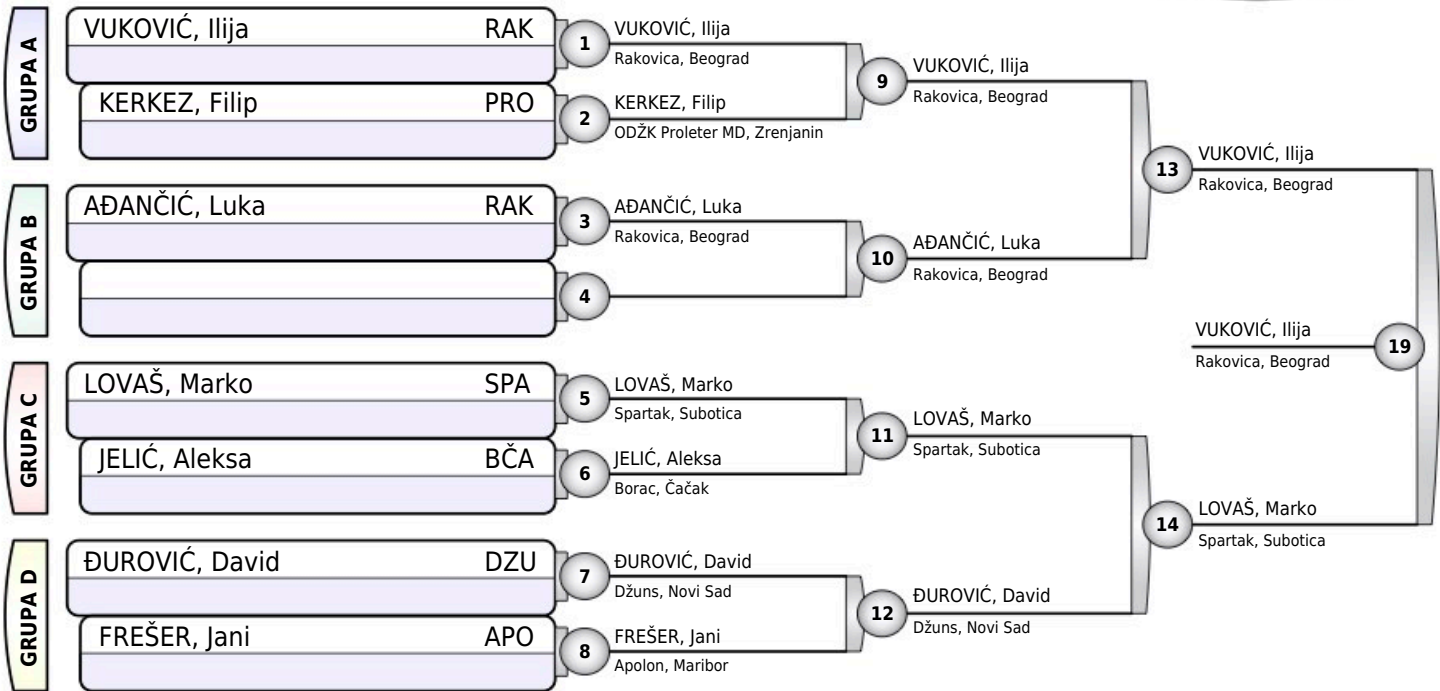 GRUPA A
VUKOVIĆ, Ilija RAK
KERKEZ, Filip PRO
1
VUKOVIĆ, Ilija
Rakovica, Beograd
2
KERKEZ, Filip
ODŽK Proleter MD, Zrenjanin
9
VUKOVIĆ, Ilija
Rakovica, Beograd
GRUPA B
AĐANČIĆ, Luka RAK
3
AĐANČIĆ, Luka
Rakovica, Beograd
4
10
AĐANČIĆ, Luka
Rakovica, Beograd
13
VUKOVIĆ, Ilija
Rakovica, Beograd
GRUPA C
LOVAŠ, Marko SPA
JELIĆ, Aleksa BČA
5
LOVAŠ, Marko
Spartak, Subotica
6
JELIĆ, Aleksa
Borac, Čačak
11
LOVAŠ, Marko
Spartak, Subotica
GRUPA D
ĐUROVIĆ, David DZU
FREŠER, Jani APO
7
ĐUROVIĆ, David
Džuns, Novi Sad
8
FREŠER, Jani
Apolon, Maribor
12
ĐUROVIĆ, David
Džuns, Novi Sad
14
LOVAŠ, Marko
Spartak, Subotica
VUKOVIĆ, Ilija
Rakovica, Beograd
19